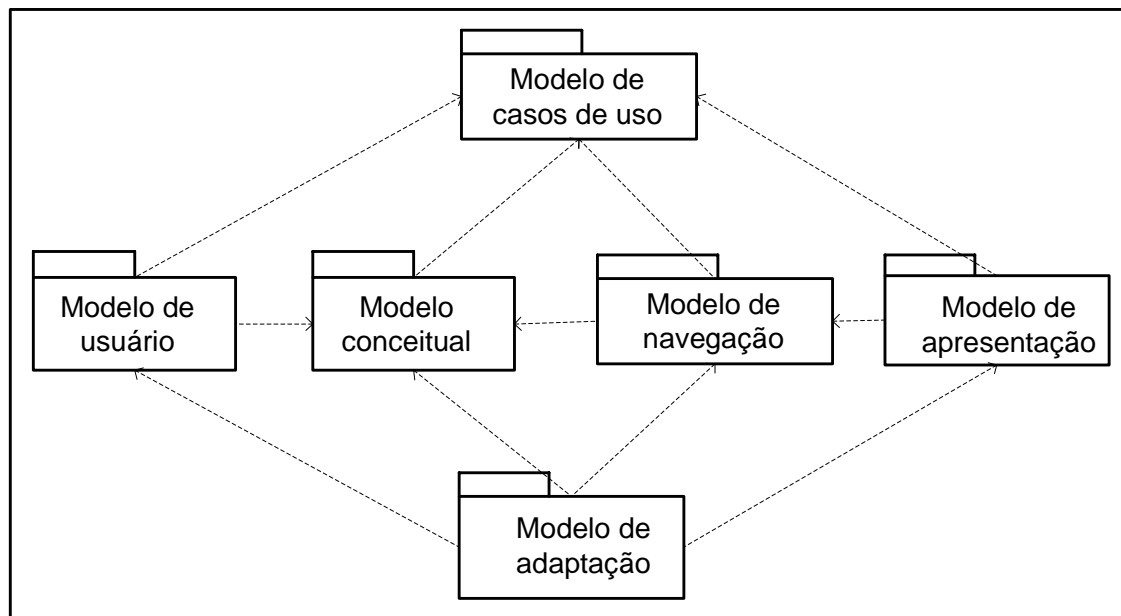 Modelo de
casos de uso
Modelo de
usuário
Modelo
conceitual
Modelo de
navegação
Modelo de
apresentação
Modelo de
adaptação